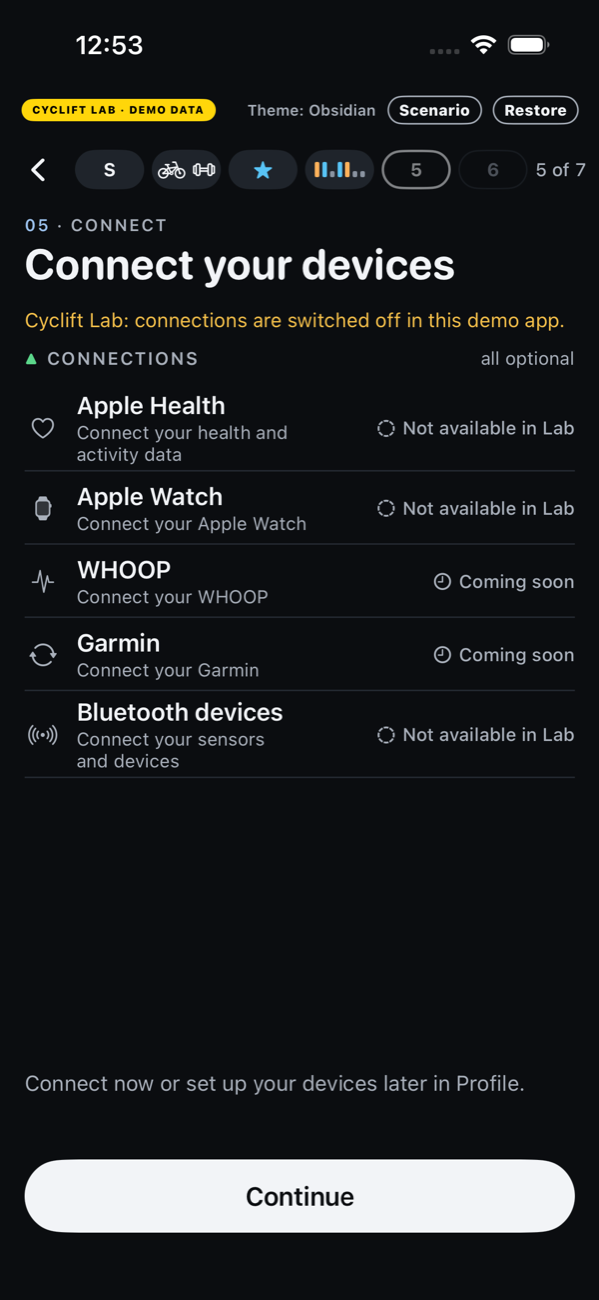 12:53
CYCLIFT LAB · DEMO DATA
Theme: Obsidian
Scenario
Restore
S
5
6
5 of 7
05 · CONNECT
Connect your devices
Cyclift Lab: connections are switched off in this demo app.
CONNECTIONS
all optional
Apple Health
Connect your health and
activity data
Not available in Lab
Apple Watch
Connect your Apple Watch
Not available in Lab
WHOOP
Connect your WHOOP
Coming soon
Garmin
Connect your Garmin
Coming soon
Bluetooth devices
Connect your sensors
and devices
Not available in Lab
Connect now or set up your devices later in Profile.
Continue